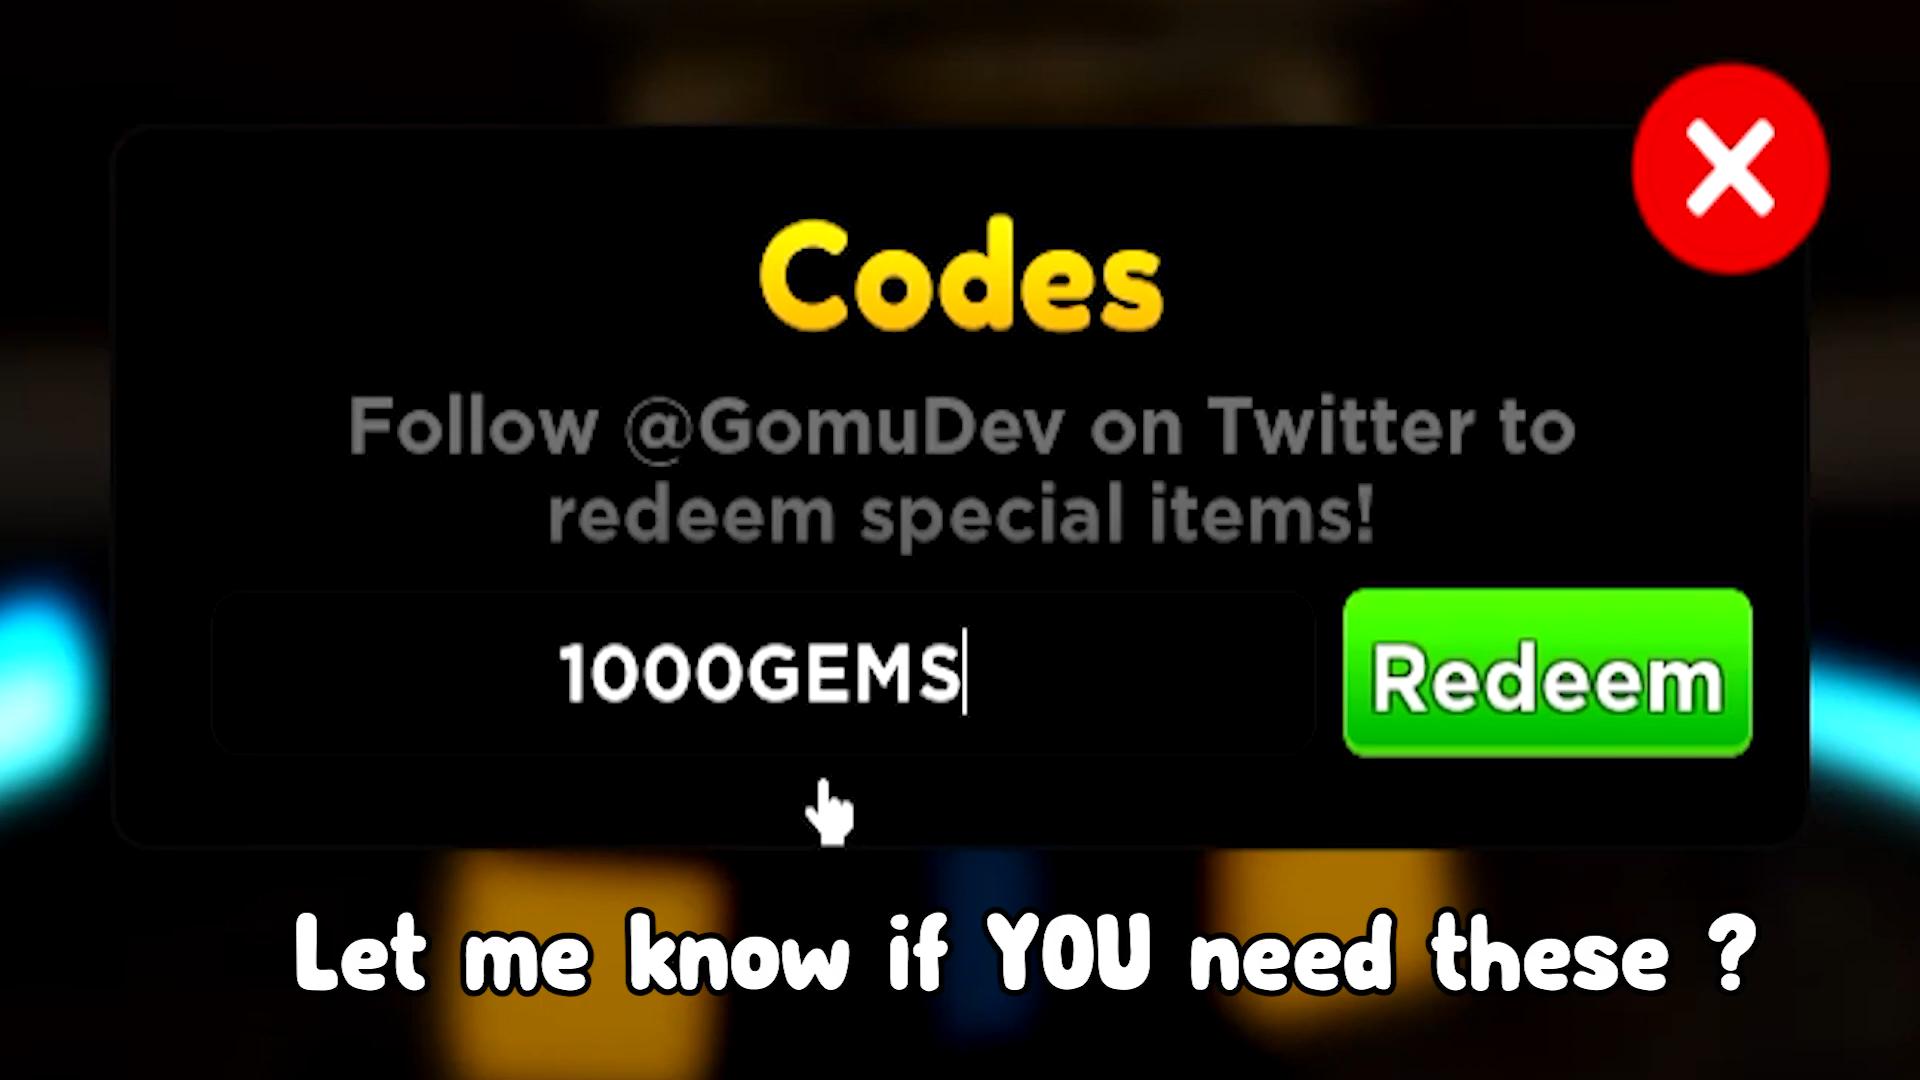 Codes
Follow @GomuDev on Twitter to
redeem special items!
1000GEMS
Redeem
Let me know if YOU need these ?